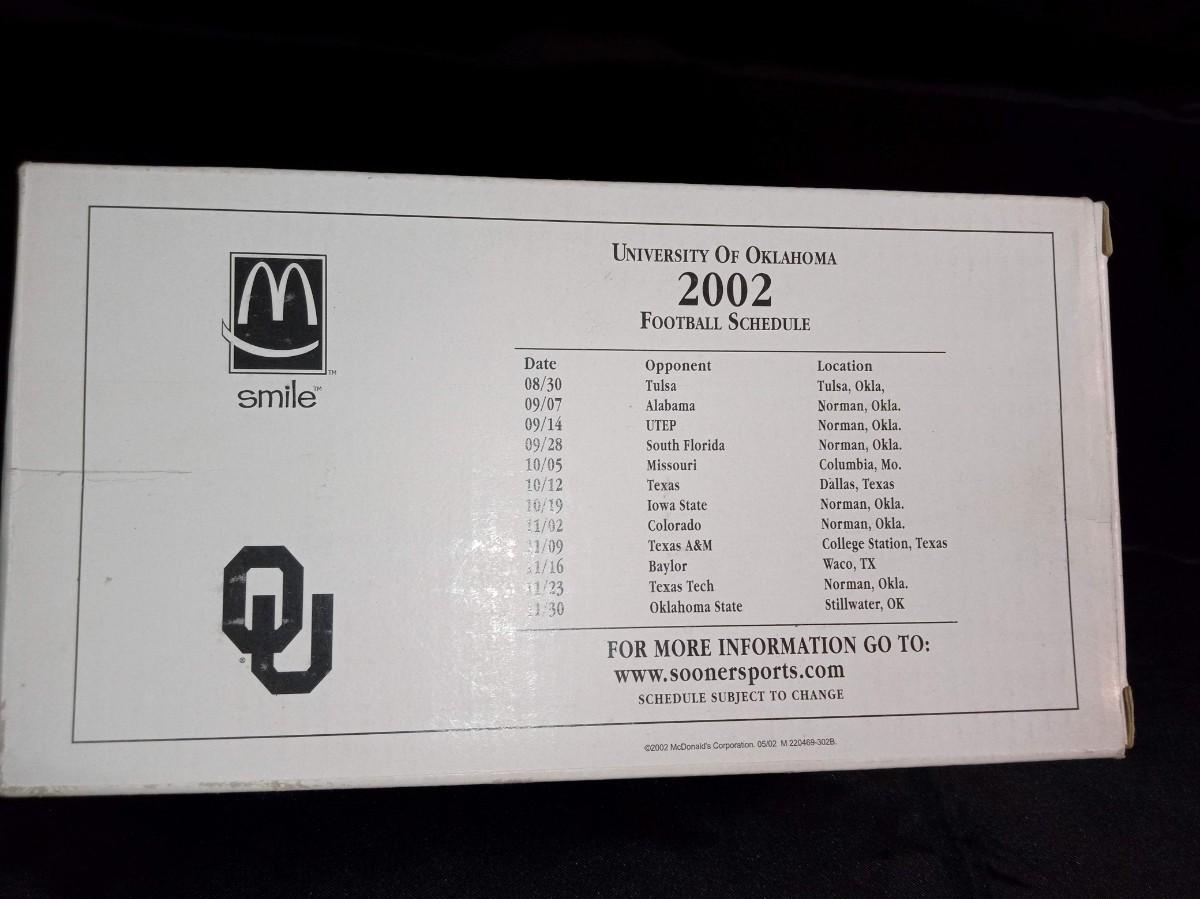 M
TM
smile™
OU
®
University Of Oklahoma
2002
Football Schedule
Date Opponent Location
08/30 Tulsa Tulsa, Okla,
09/07 Alabama Norman, Okla.
09/14 UTEP Norman, Okla.
09/28 South Florida Norman, Okla.
10/05 Missouri Columbia, Mo.
10/12 Texas Dallas, Texas
10/19 Iowa State Norman, Okla.
11/02 Colorado Norman, Okla.
11/09 Texas A&M College Station, Texas
11/16 Baylor Waco, TX
11/23 Texas Tech Norman, Okla.
11/30 Oklahoma State Stillwater, OK
FOR MORE INFORMATION GO TO:
www.soonersports.com
SCHEDULE SUBJECT TO CHANGE
©2002 McDonald's Corporation. 05/02 M 220469-302B.